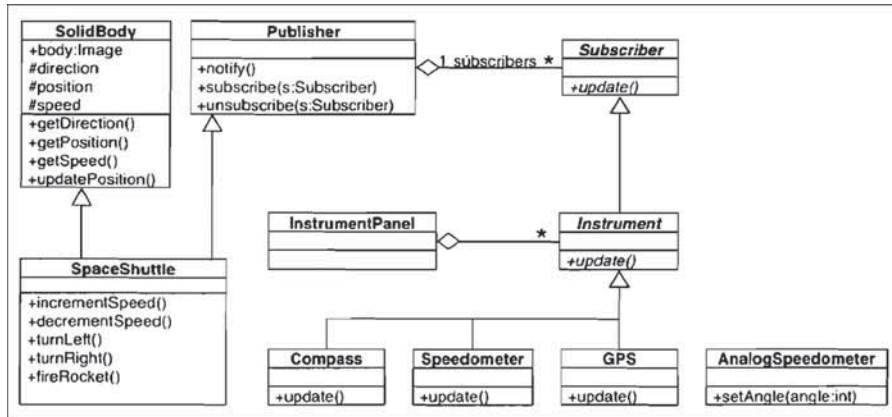 SolidBody
+body:Image
#direction
#position
#speed
+getDirection()
+getPosition()
+getSpeed()
+updatePosition()
Publisher
+notify()
+subscribe(s:Subscriber)
+unsubscribe(s:Subscriber)
1 subscribers *
Subscriber
+update()
InstrumentPanel
*
Instrument
+update()
SpaceShuttle
+incrementSpeed()
+decrementSpeed()
+turnLeft()
+turnRight()
+fireRocket()
Compass
+update()
Speedometer
+update()
GPS
+update()
AnalogSpeedometer
+setAngle(angle:int)